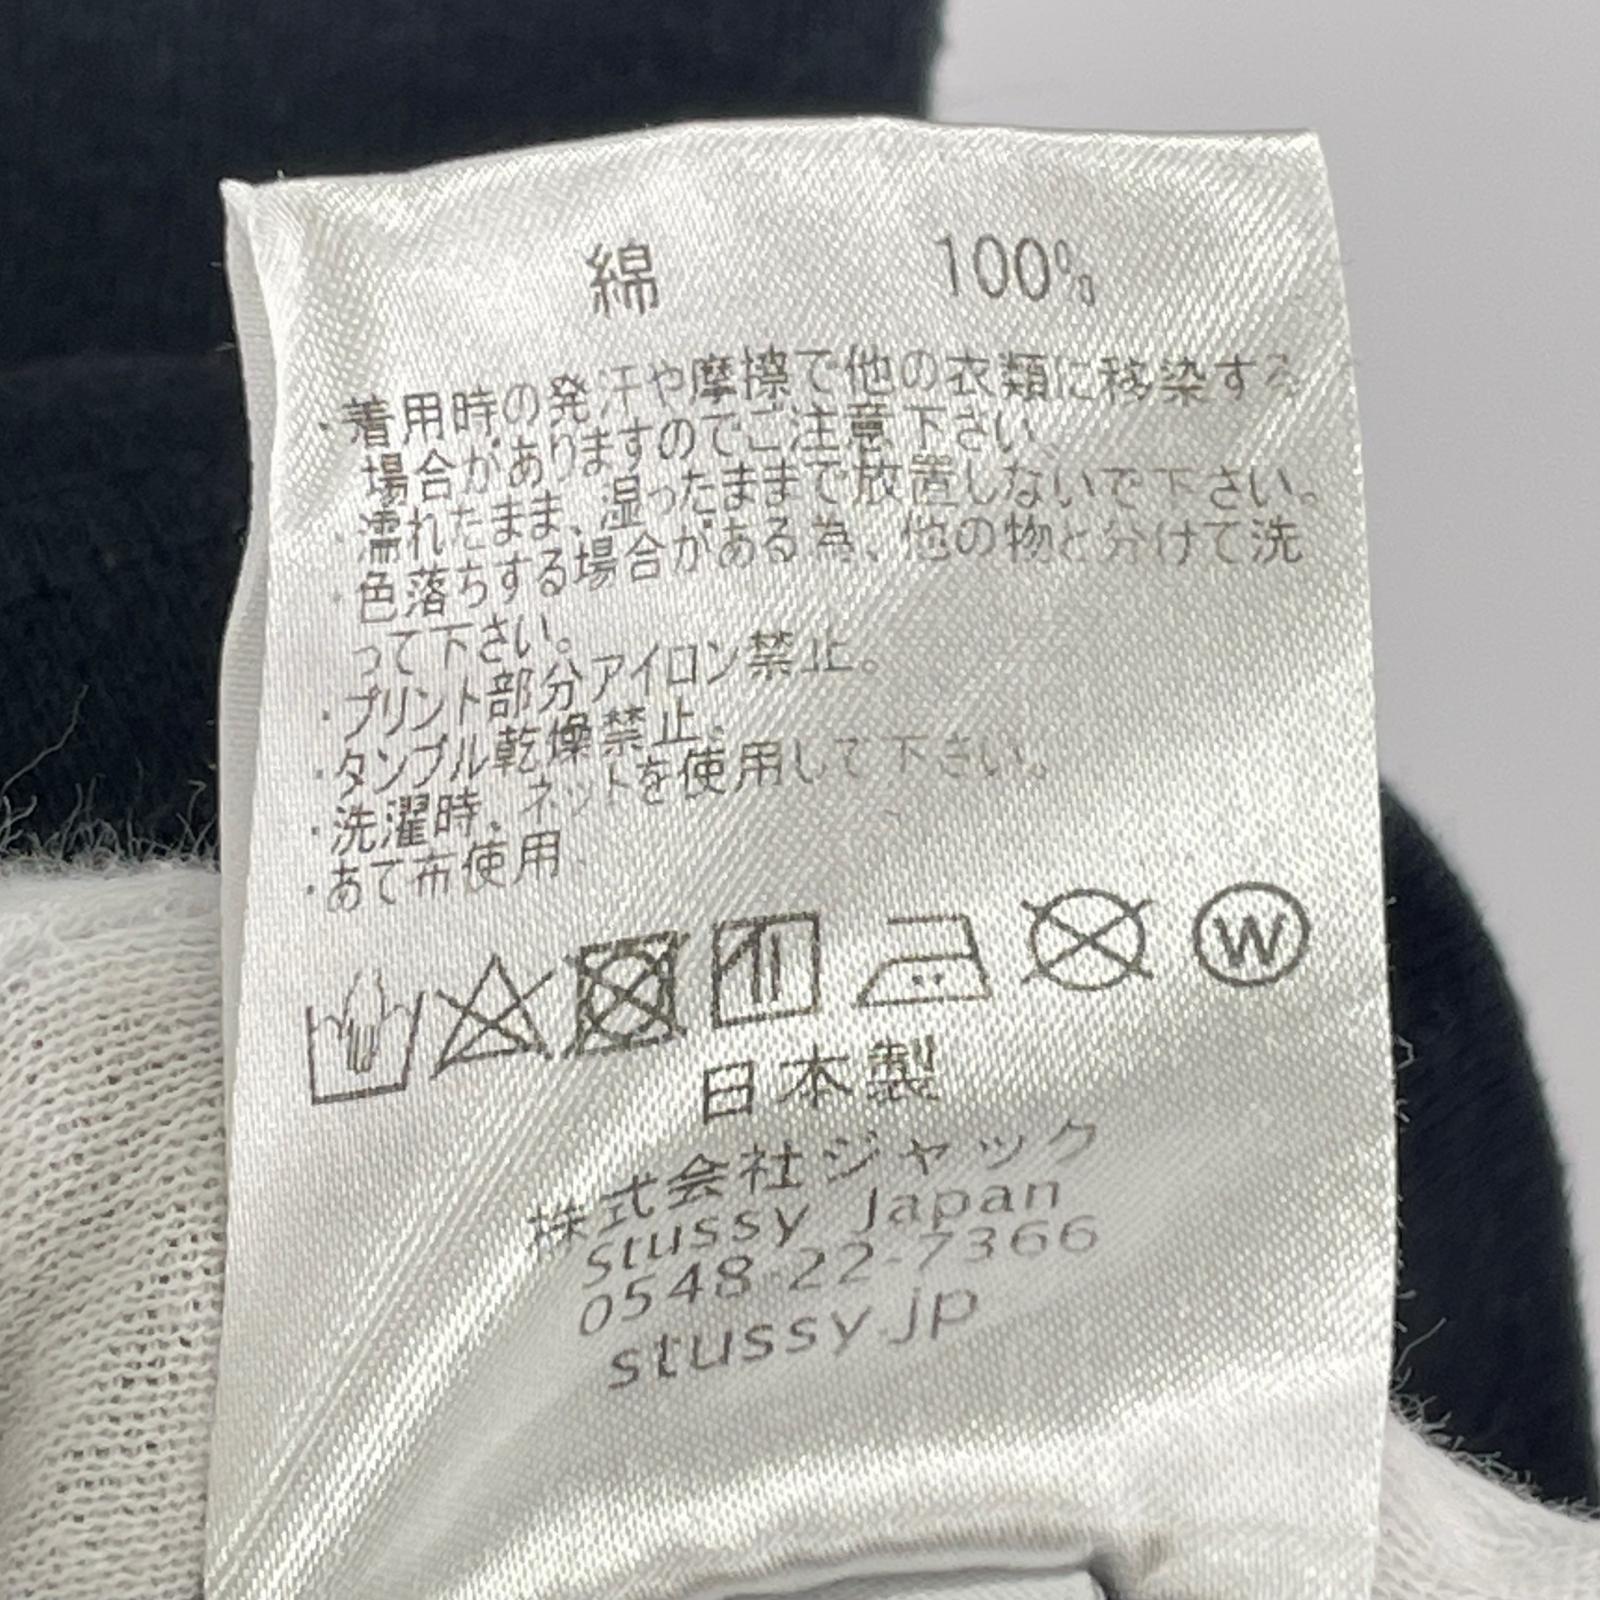 綿 100%
・着用時の発汗や摩擦で他の衣類に移染する
場合がありますのでご注意下さい。
・濡れたまま、湿ったままで放置しないで下さい。
・色落ちする場合がある為、他の物と分けて洗
って下さい。
・プリント部分アイロン禁止。
・タンブル乾燥禁止。
・洗濯時、ネットを使用して下さい。
・あて布使用
W
日本製
株式会社ジャック
Stussy Japan
0548-22-7366
stussy.jp